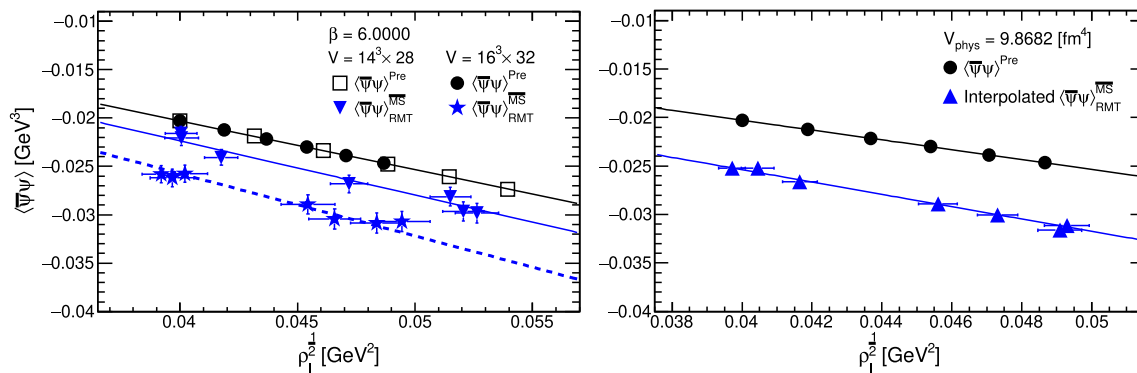 −0.01
−0.015
−0.02
−0.025
−0.03
−0.035
−0.04
⟨ψ̅ψ⟩ [GeV³]
β = 6.0000
V = 14³× 28
V = 16³× 32
⟨ψ̅ψ⟩^Pre
⟨ψ̅ψ⟩^Pre
⟨ψ̅ψ⟩^M̅S̅_RMT
⟨ψ̅ψ⟩^M̅S̅_RMT
0.04
0.045
0.05
0.055
ρ_I^½ [GeV²]
−0.01
−0.015
−0.02
−0.025
−0.03
−0.035
−0.04
V_phys = 9.8682 [fm⁴]
⟨ψ̅ψ⟩^Pre
Interpolated ⟨ψ̅ψ⟩^M̅S̅_RMT
0.038
0.04
0.042
0.044
0.046
0.048
0.05
ρ_I^½ [GeV²]